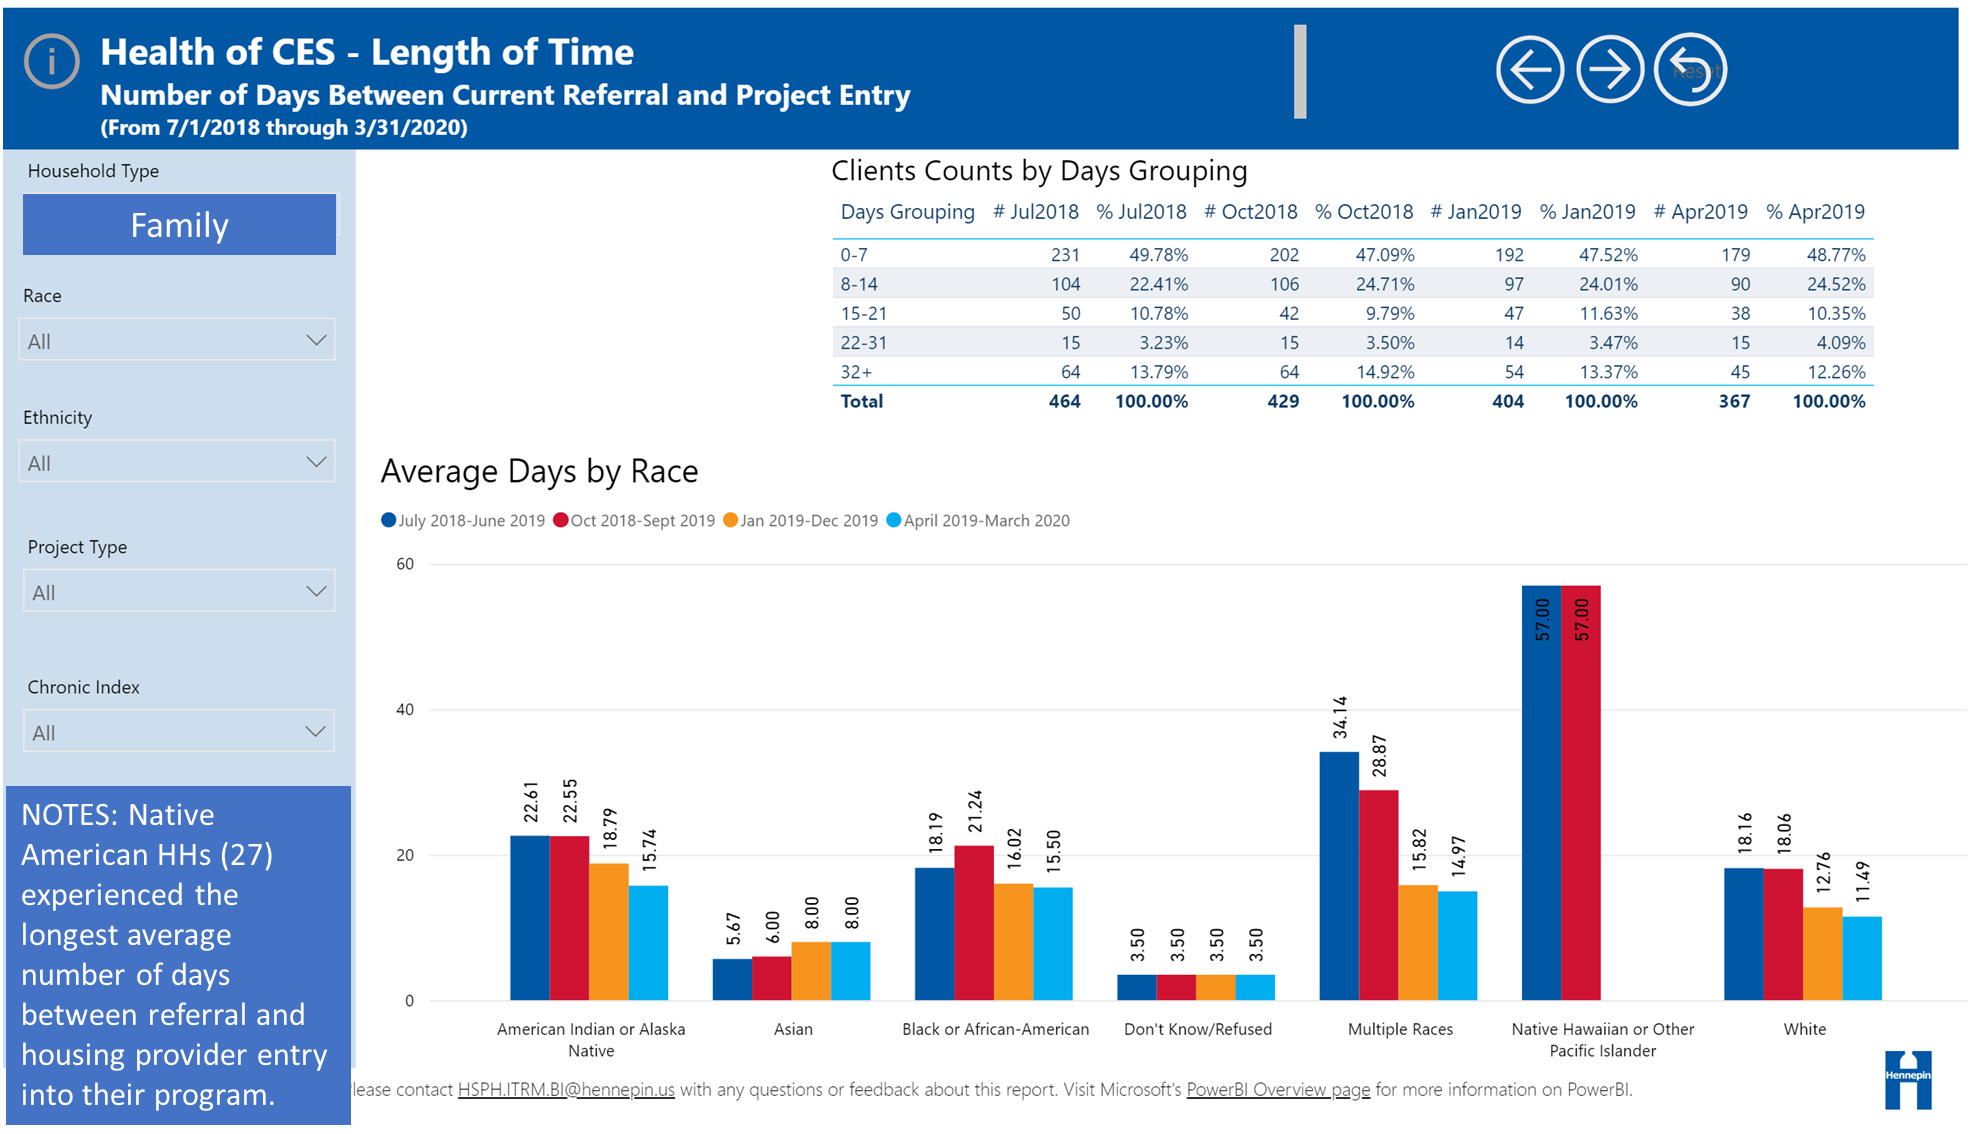 Health of CES - Length of Time
Number of Days Between Current Referral and Project Entry
(From 7/1/2018 through 3/31/2020)
Reset
Household Type
Family
Race
All
Ethnicity
All
Project Type
All
Chronic Index
All
NOTES: Native
American HHs (27)
experienced the
longest average
number of days
between referral and
housing provider entry
into their program.
Clients Counts by Days Grouping
Days Grouping # Jul2018 % Jul2018 # Oct2018 % Oct2018 # Jan2019 % Jan2019 # Apr2019 % Apr2019
0-7 231 49.78% 202 47.09% 192 47.52% 179 48.77%
8-14 104 22.41% 106 24.71% 97 24.01% 90 24.52%
15-21 50 10.78% 42 9.79% 47 11.63% 38 10.35%
22-31 15 3.23% 15 3.50% 14 3.47% 15 4.09%
32+ 64 13.79% 64 14.92% 54 13.37% 45 12.26%
Total 464 100.00% 429 100.00% 404 100.00% 367 100.00%
Average Days by Race
July 2018-June 2019 Oct 2018-Sept 2019 Jan 2019-Dec 2019 April 2019-March 2020
60
40
20
0
22.61 22.55 18.79 15.74
5.67 6.00 8.00 8.00
18.19 21.24 16.02 15.50
3.50 3.50 3.50 3.50
34.14 28.87 15.82 14.97
57.00 57.00
18.16 18.06 12.76 11.49
American Indian or Alaska
Native
Asian
Black or African-American
Don't Know/Refused
Multiple Races
Native Hawaiian or Other
Pacific Islander
White
lease contact HSPH.ITRM.BI@hennepin.us with any questions or feedback about this report. Visit Microsoft's PowerBI Overview page for more information on PowerBI.
Hennepin